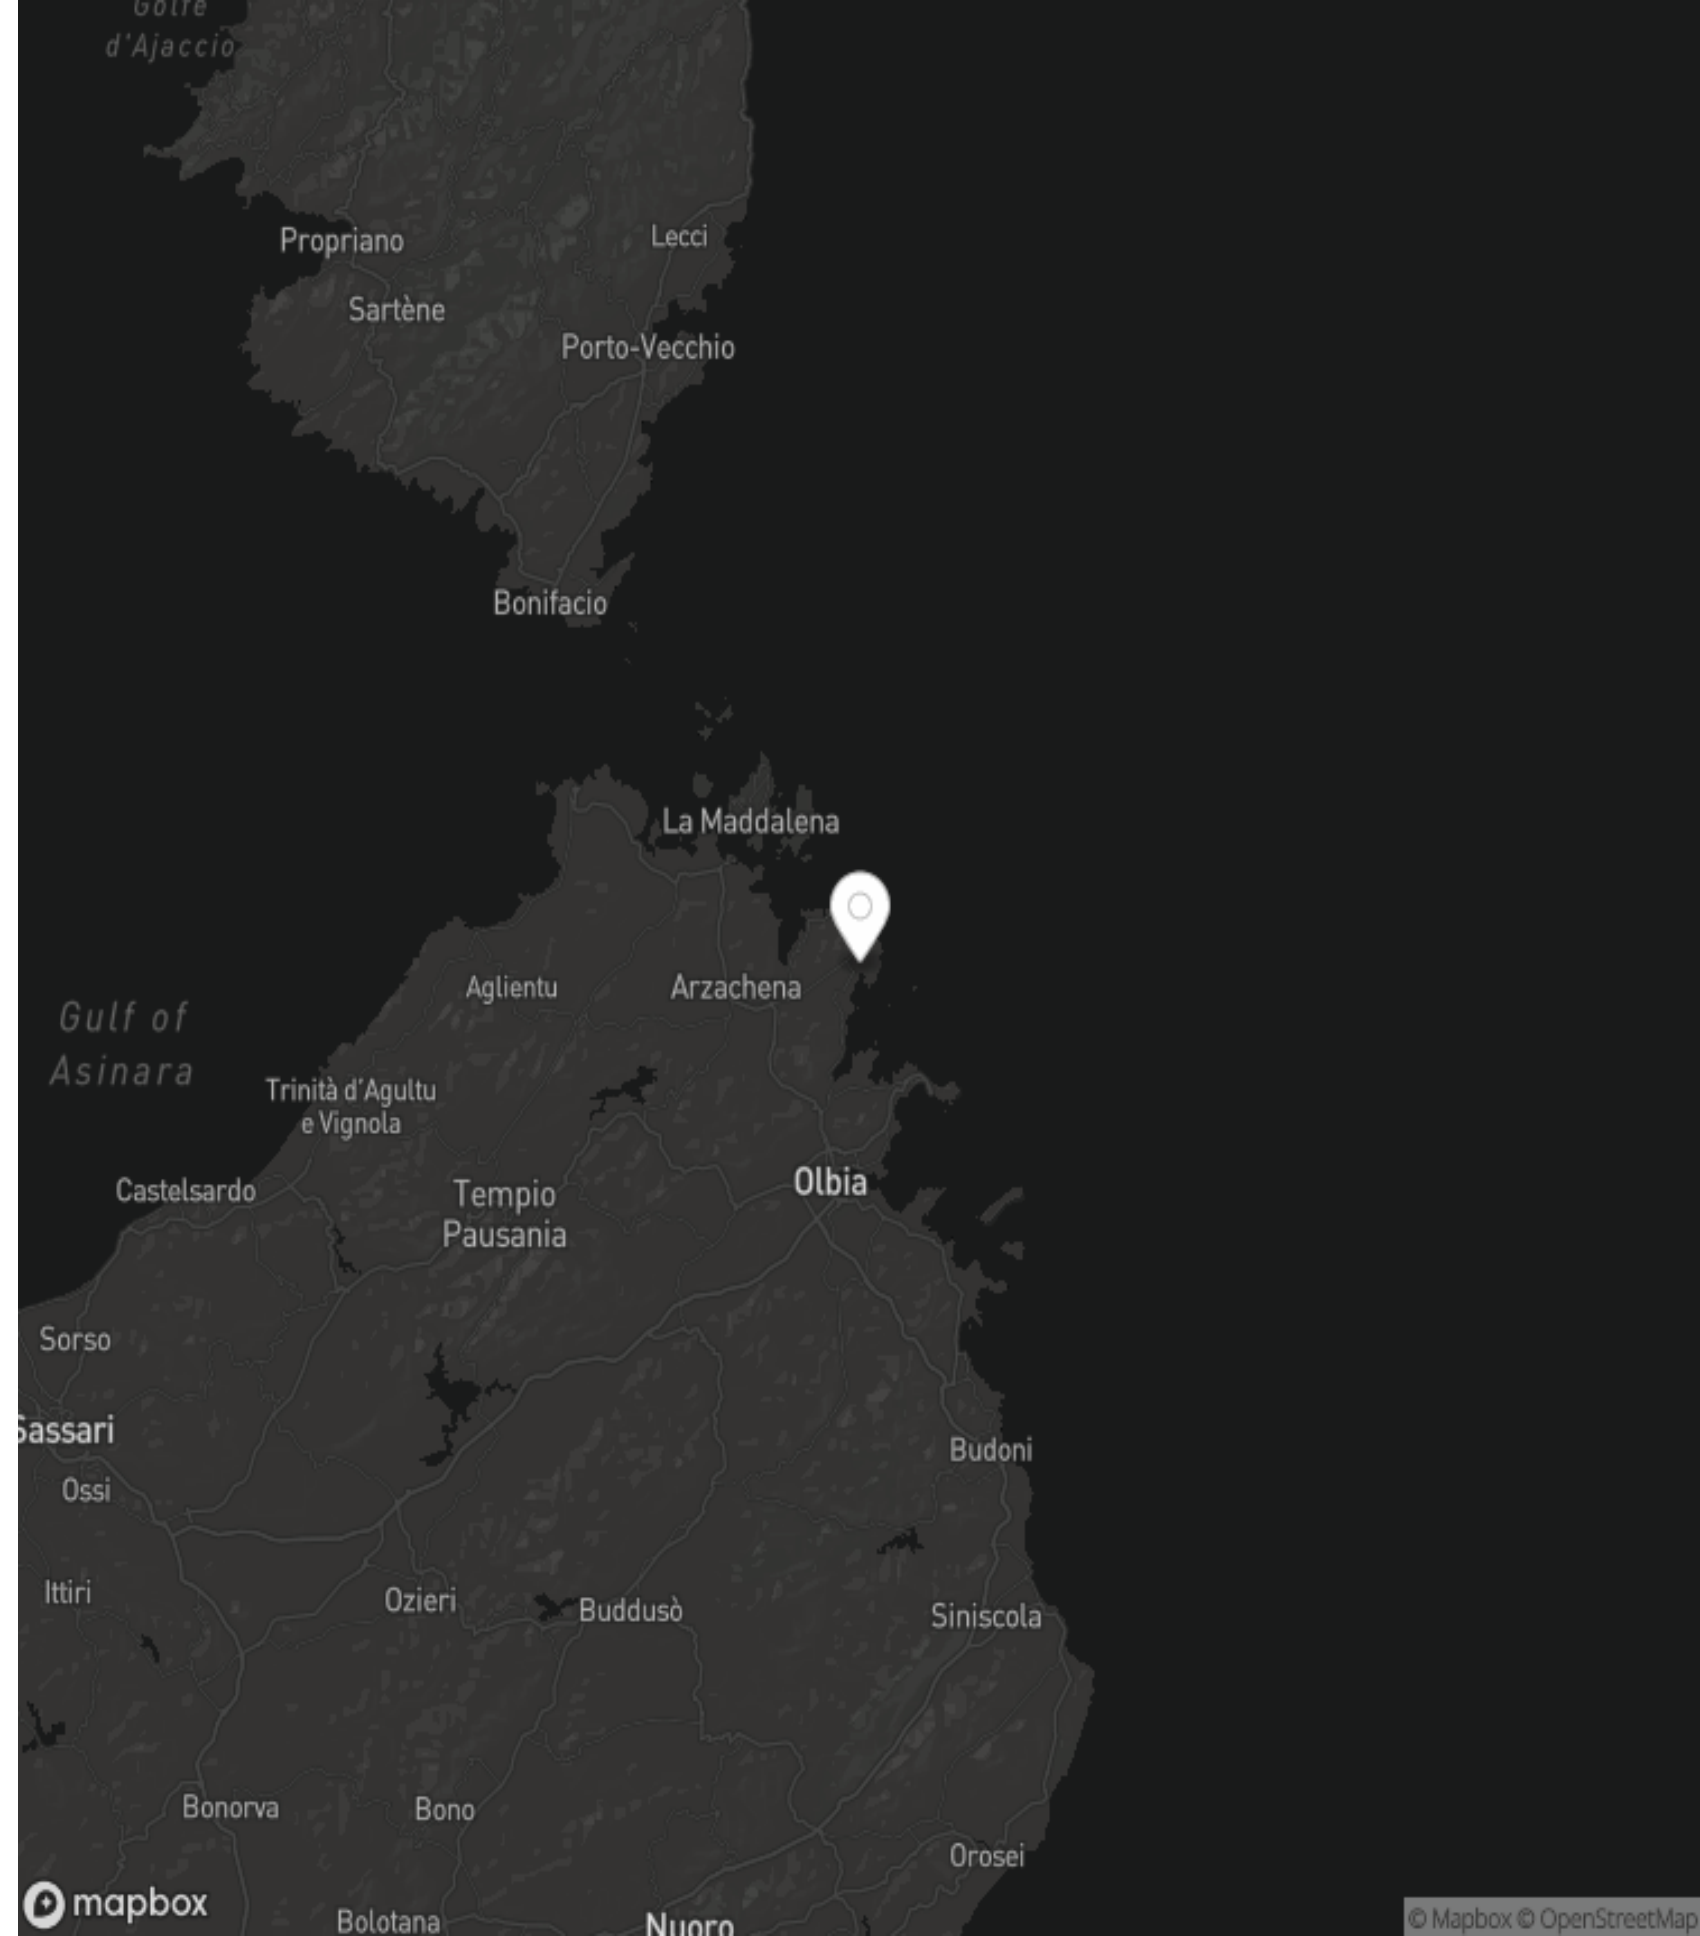 Golfe
d'Ajaccio
Propriano
Lecci
Sartène
Porto-Vecchio
Bonifacio
La Maddalena
Aglientu
Arzachena
Gulf of
Asinara
Trinità d'Agultu
e Vignola
Castelsardo
Tempio
Pausania
Olbia
Sorso
Sassari
Budoni
Ossi
Ittiri
Ozieri
Buddusò
Siniscola
Bonorva
Bono
Orosei
mapbox
Bolotana
Nuoro
© Mapbox © OpenStreetMap